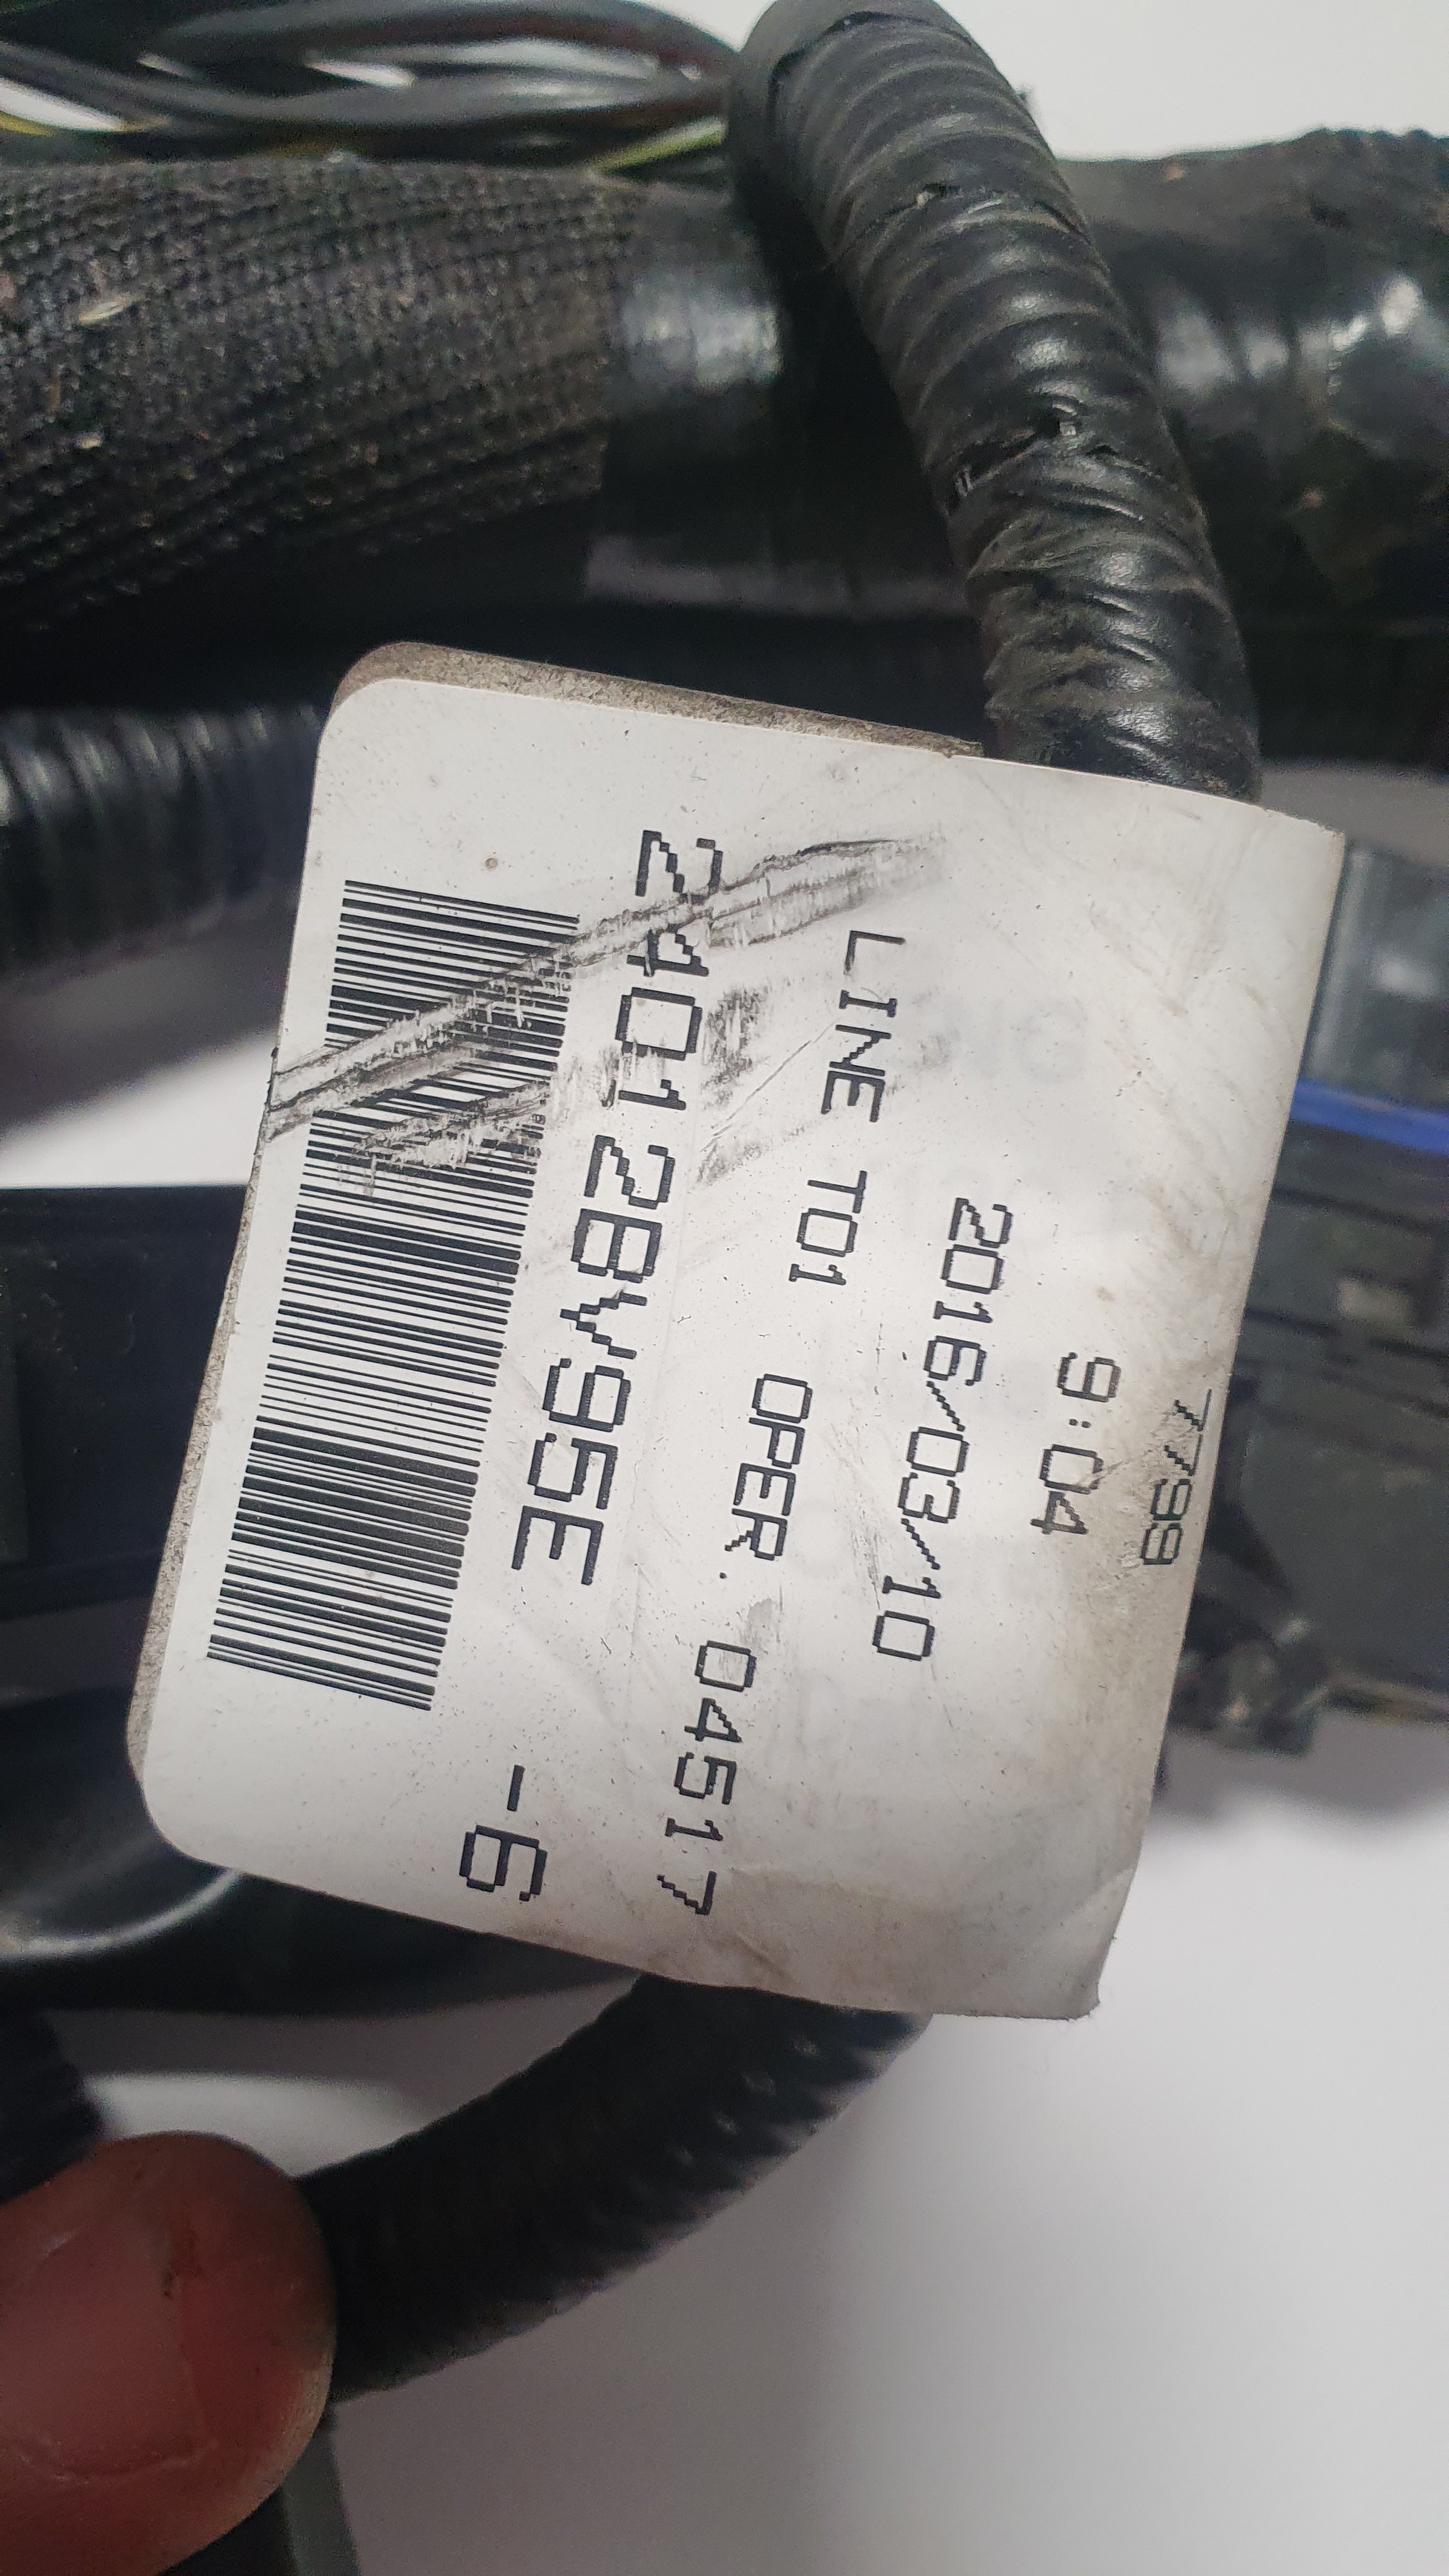 7799
9:04
2016/03/10
LINE T01 OPER. 04517
24012BV95E -6